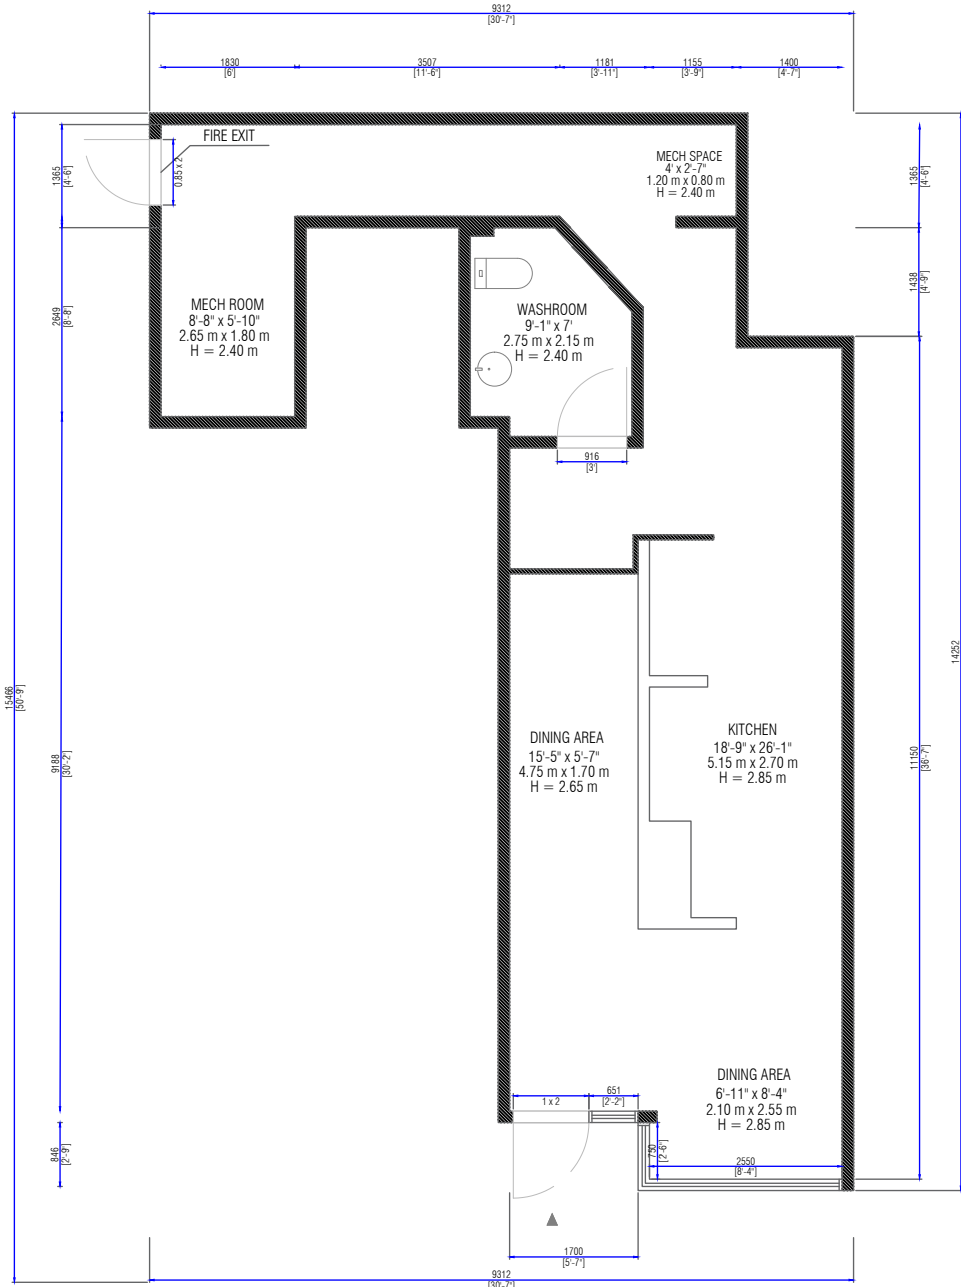 9312
[30'-7"]
1830
[6']
3507
[11'-6"]
1181
[3'-11"]
1155
[3'-9"]
1400
[4'-7"]
FIRE EXIT
0.85 x 2
1365
[4'-6"]
MECH SPACE
4' x 2'-7"
1.20 m x 0.80 m
H = 2.40 m
1365
[4'-6"]
2649
[8'-8"]
MECH ROOM
8'-8" x 5'-10"
2.65 m x 1.80 m
H = 2.40 m
WASHROOM
9'-1" x 7'
2.75 m x 2.15 m
H = 2.40 m
1438
[4'-9"]
916
[3']
15466
[50'-9"]
9188
[30'-2"]
DINING AREA
15'-5" x 5'-7"
4.75 m x 1.70 m
H = 2.65 m
KITCHEN
18'-9" x 26'-1"
5.15 m x 2.70 m
H = 2.85 m
11150
[36'-7"]
14252
DINING AREA
6'-11" x 8'-4"
2.10 m x 2.55 m
H = 2.85 m
1 x 2
651
[2'-2"]
846
[2'-9"]
750
[2'-6"]
2550
[8'-4"]
1700
[5'-7"]
9312
[30'-7"]